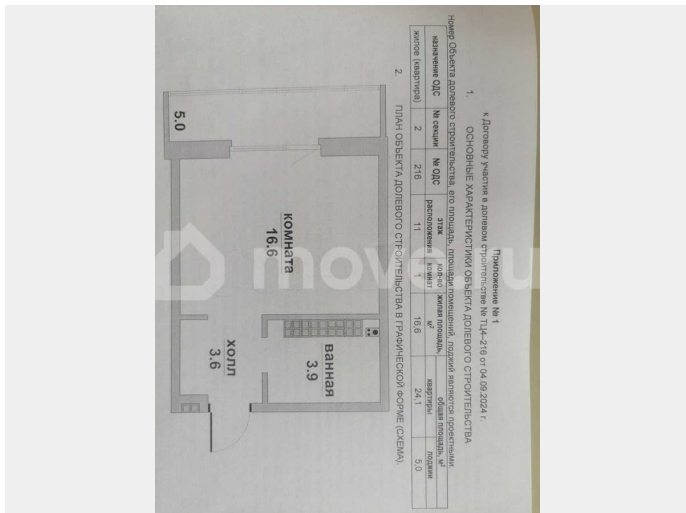 Приложение № 1
к Договору участия в долевом строительстве № ТЦ4–216 от 04.09.2024 г.
1. ОСНОВНЫЕ ХАРАКТЕРИСТИКИ ОБЪЕКТА ДОЛЕВОГО СТРОИТЕЛЬСТВА
Номер Объекта долевого строительства, его площадь, площади помещений, лоджий являются проектными.
назначение ОДС № секции № ОДС этаж расположения кол-во комнат жилая площадь, м² общая площадь, м² квартиры лоджии
жилое (квартира) 2 216 11 1 16,6 24,1 5,0
2. ПЛАН ОБЪЕКТА ДОЛЕВОГО СТРОИТЕЛЬСТВА В ГРАФИЧЕСКОЙ ФОРМЕ (СХЕМА).
ванная
3.9
комната
16.6
холл
3.6
5.0
move.ru